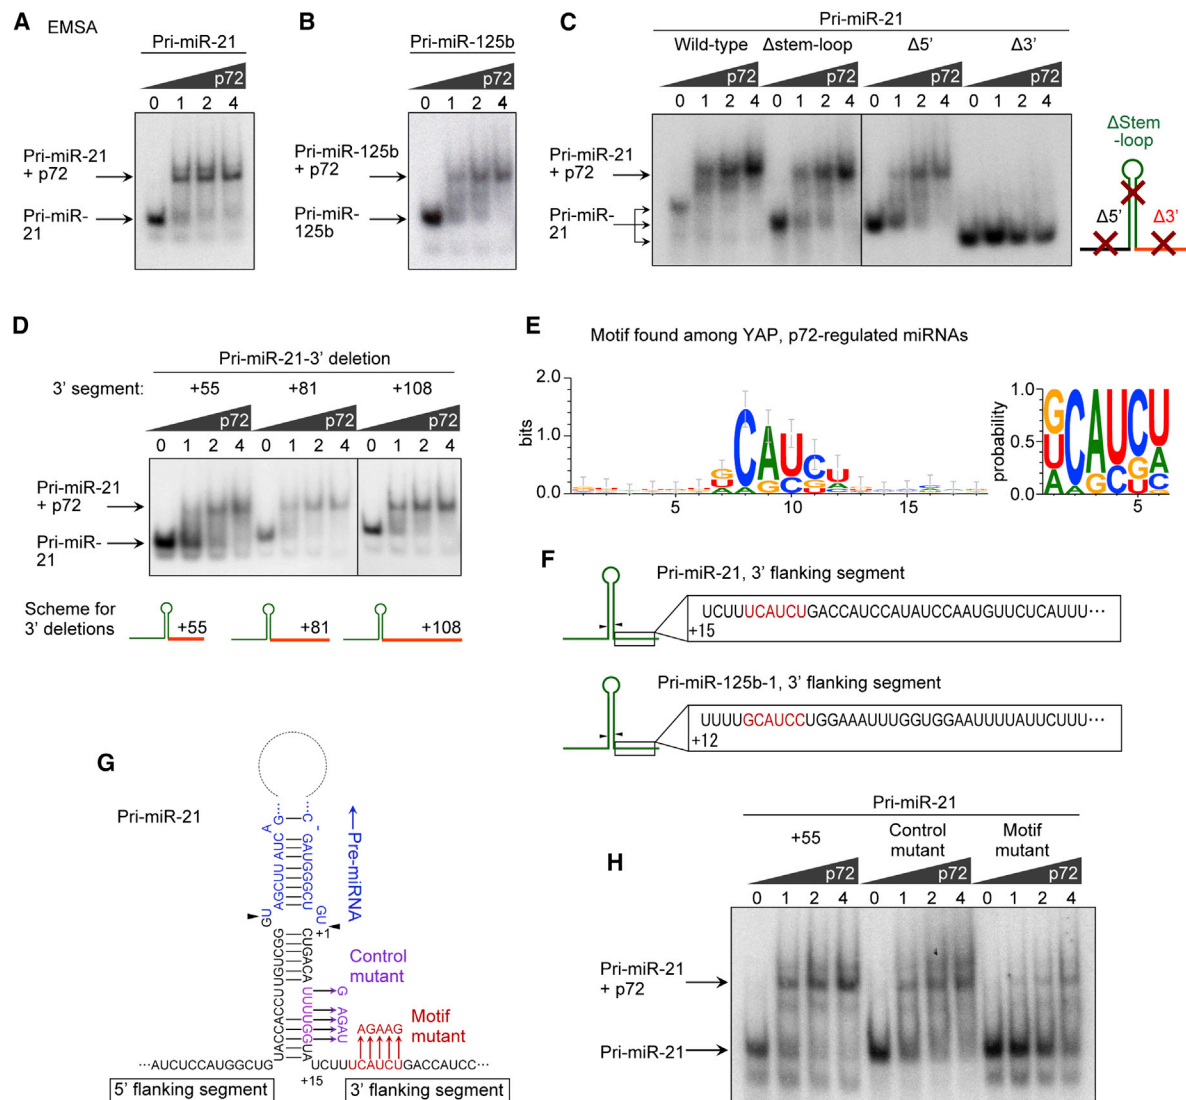 A
EMSA
Pri-miR-21
p72
0 1 2 4
Pri-miR-21
+ p72
Pri-miR-
21
B
Pri-miR-125b
p72
0 1 2 4
Pri-miR-125b
+ p72
Pri-miR-
125b
C
Pri-miR-21
Wild-type Δstem-loop Δ5’ Δ3’
p72 p72 p72 p72
0 1 2 4 0 1 2 4 0 1 2 4 0 1 2 4
Pri-miR-21
+ p72
Pri-miR-
21
ΔStem
-loop
Δ5’ Δ3’
D
Pri-miR-21-3’ deletion
3’ segment: +55 +81 +108
p72 p72 p72
0 1 2 4 0 1 2 4 0 1 2 4
Pri-miR-21
+ p72
Pri-miR-
21
Scheme for
3’ deletions
+55 +81 +108
E
Motif found among YAP, p72-regulated miRNAs
bits
2.0
1.0
0.0
5 10 15
probability
1.0
0.5
0.0
5
F
Pri-miR-21, 3’ flanking segment
UCUUUCAUCUGACCAUCCAUAUCCAAUGUUCUCAUUU···
+15
Pri-miR-125b-1, 3’ flanking segment
UUUUGCAUCCUGGAAAUUUGGUGGAAUUUUAUUCUUU···
+12
G
Pri-miR-21
Pre-miRNA
+1
Control
mutant
G AGAU
Motif
mutant
AGAAG
···AUCUCCAUGGCUG
UACCACCUUGUCGG
CUGACA
UUUUGG
UA
UCUUUCAUCUGACCAUCC···
+15
5’ flanking segment
3’ flanking segment
H
Pri-miR-21
+55 Control
mutant
Motif
mutant
p72 p72 p72
0 1 2 4 0 1 2 4 0 1 2 4
Pri-miR-21
+ p72
Pri-miR-21